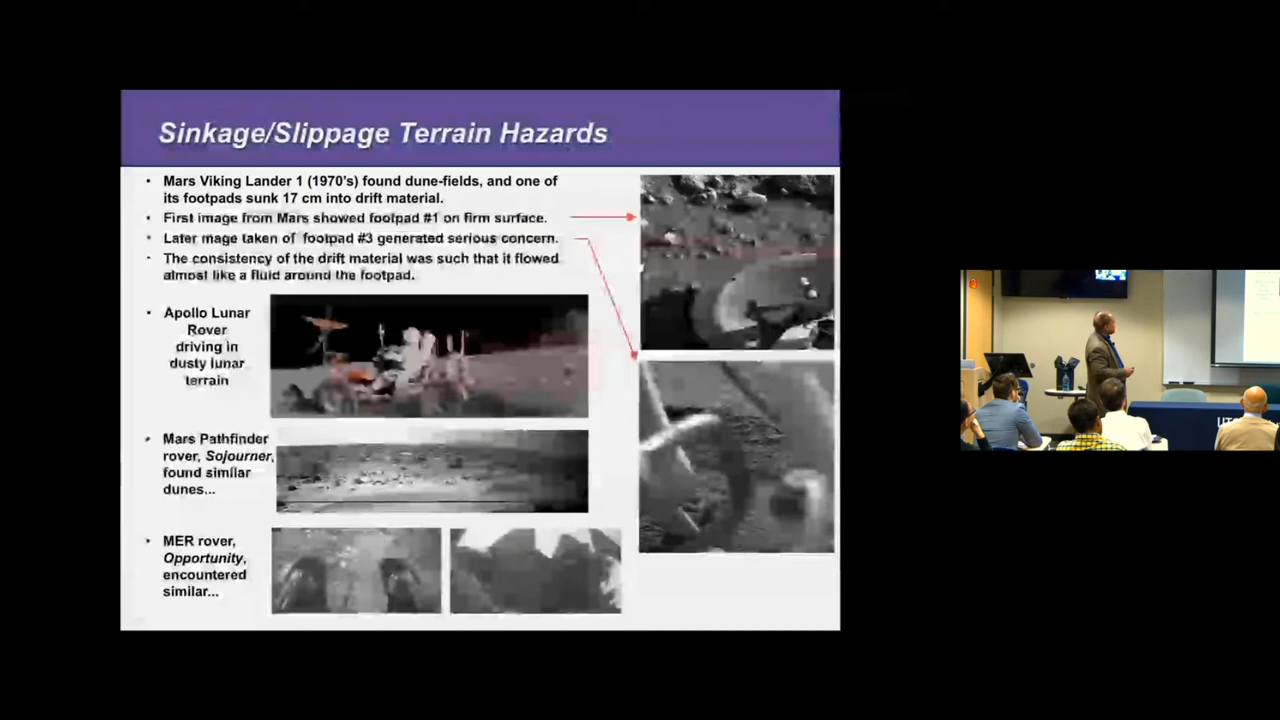 Sinkage/Slippage Terrain Hazards
• Mars Viking Lander 1 (1970's) found dune-fields, and one of
its footpads sunk 17 cm into drift material.
• First image from Mars showed footpad #1 on firm surface.
• Later mage taken of footpad #3 generated serious concern.
• The consistency of the drift material was such that it flowed
almost like a fluid around the footpad.
• Apollo Lunar
Rover
driving in
dusty lunar
terrain
• Mars Pathfinder
rover, Sojourner,
found similar
dunes...
• MER rover,
Opportunity,
encountered
similar...